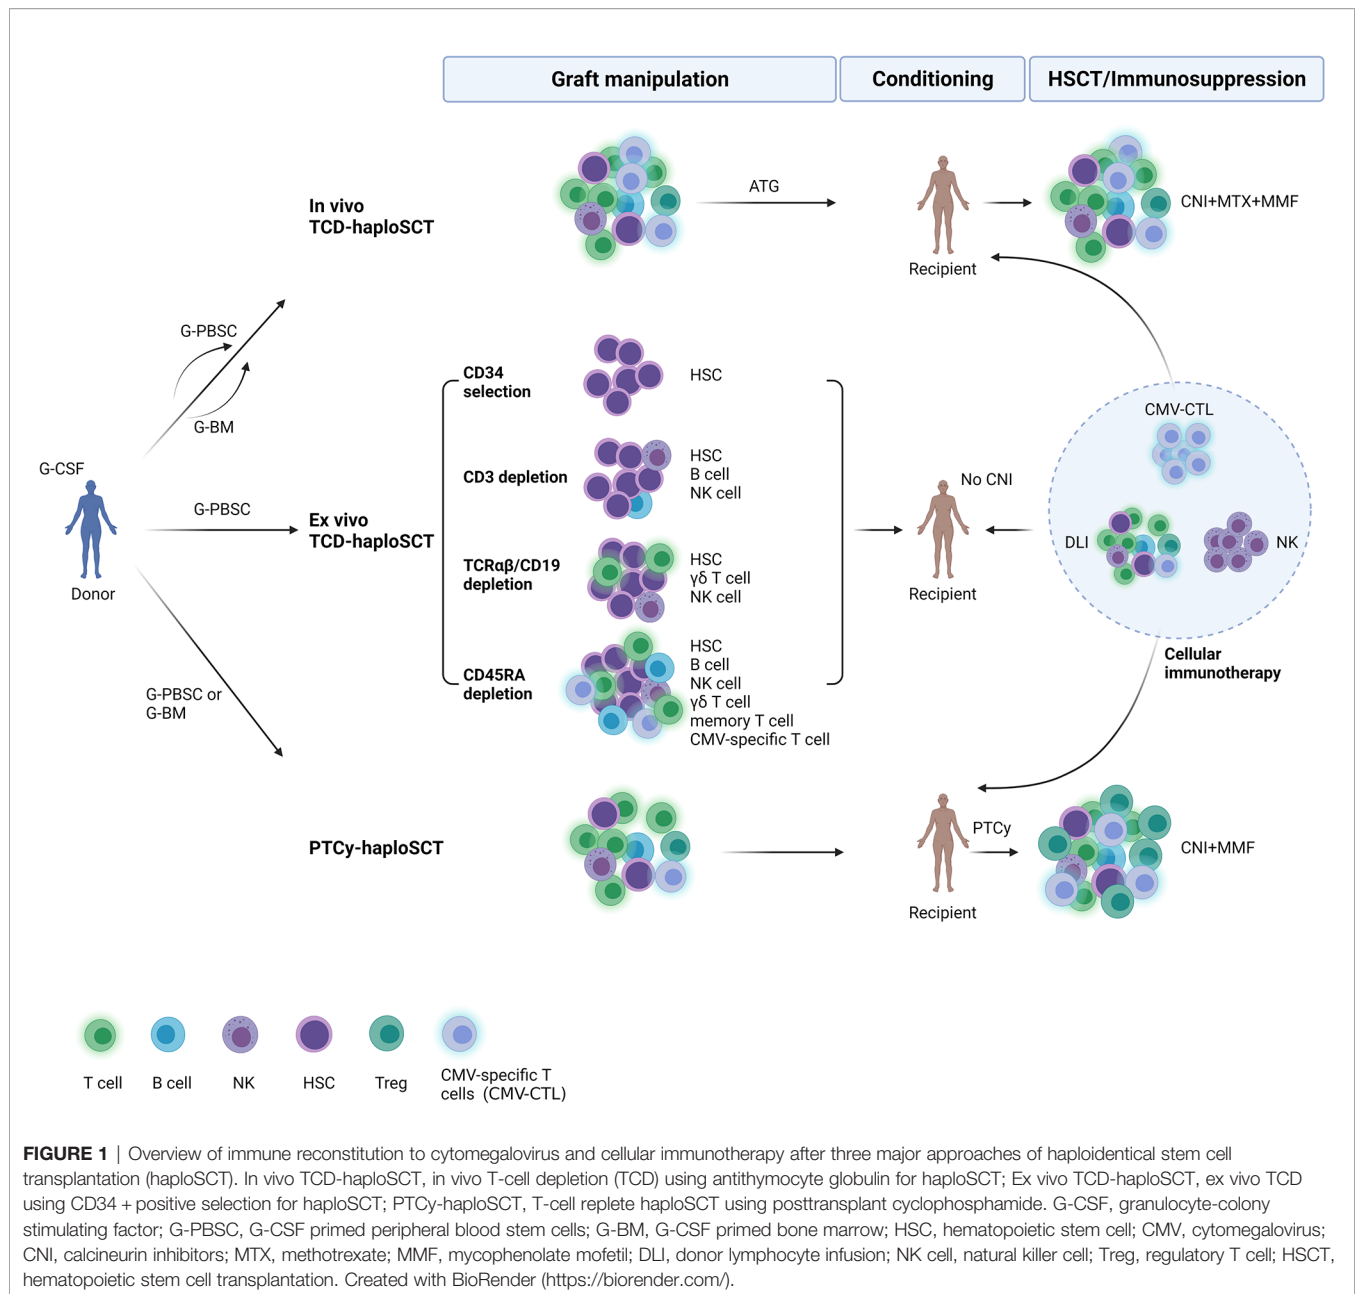 Graft manipulation
Conditioning
HSCT/Immunosuppression
In vivo
TCD-haploSCT
ATG
Recipient
CNI+MTX+MMF
G-PBSC
G-BM
G-CSF
Donor
G-PBSC
Ex vivo
TCD-haploSCT
CD34
selection
HSC
CD3 depletion
HSC
B cell
NK cell
TCRαβ/CD19
depletion
HSC
γδ T cell
NK cell
CD45RA
depletion
HSC
B cell
NK cell
γδ T cell
memory T cell
CMV-specific T cell
No CNI
Recipient
CMV-CTL
DLI
NK
Cellular
immunotherapy
G-PBSC or
G-BM
PTCy-haploSCT
PTCy
Recipient
CNI+MMF
T cell
B cell
NK
HSC
Treg
CMV-specific T
cells (CMV-CTL)
FIGURE 1 | Overview of immune reconstitution to cytomegalovirus and cellular immunotherapy after three major approaches of haploidentical stem cell
transplantation (haploSCT). In vivo TCD-haploSCT, in vivo T-cell depletion (TCD) using antithymocyte globulin for haploSCT; Ex vivo TCD-haploSCT, ex vivo TCD
using CD34 + positive selection for haploSCT; PTCy-haploSCT, T-cell replete haploSCT using posttransplant cyclophosphamide. G-CSF, granulocyte-colony
stimulating factor; G-PBSC, G-CSF primed peripheral blood stem cells; G-BM, G-CSF primed bone marrow; HSC, hematopoietic stem cell; CMV, cytomegalovirus;
CNI, calcineurin inhibitors; MTX, methotrexate; MMF, mycophenolate mofetil; DLI, donor lymphocyte infusion; NK cell, natural killer cell; Treg, regulatory T cell; HSCT,
hematopoietic stem cell transplantation. Created with BioRender (https://biorender.com/).